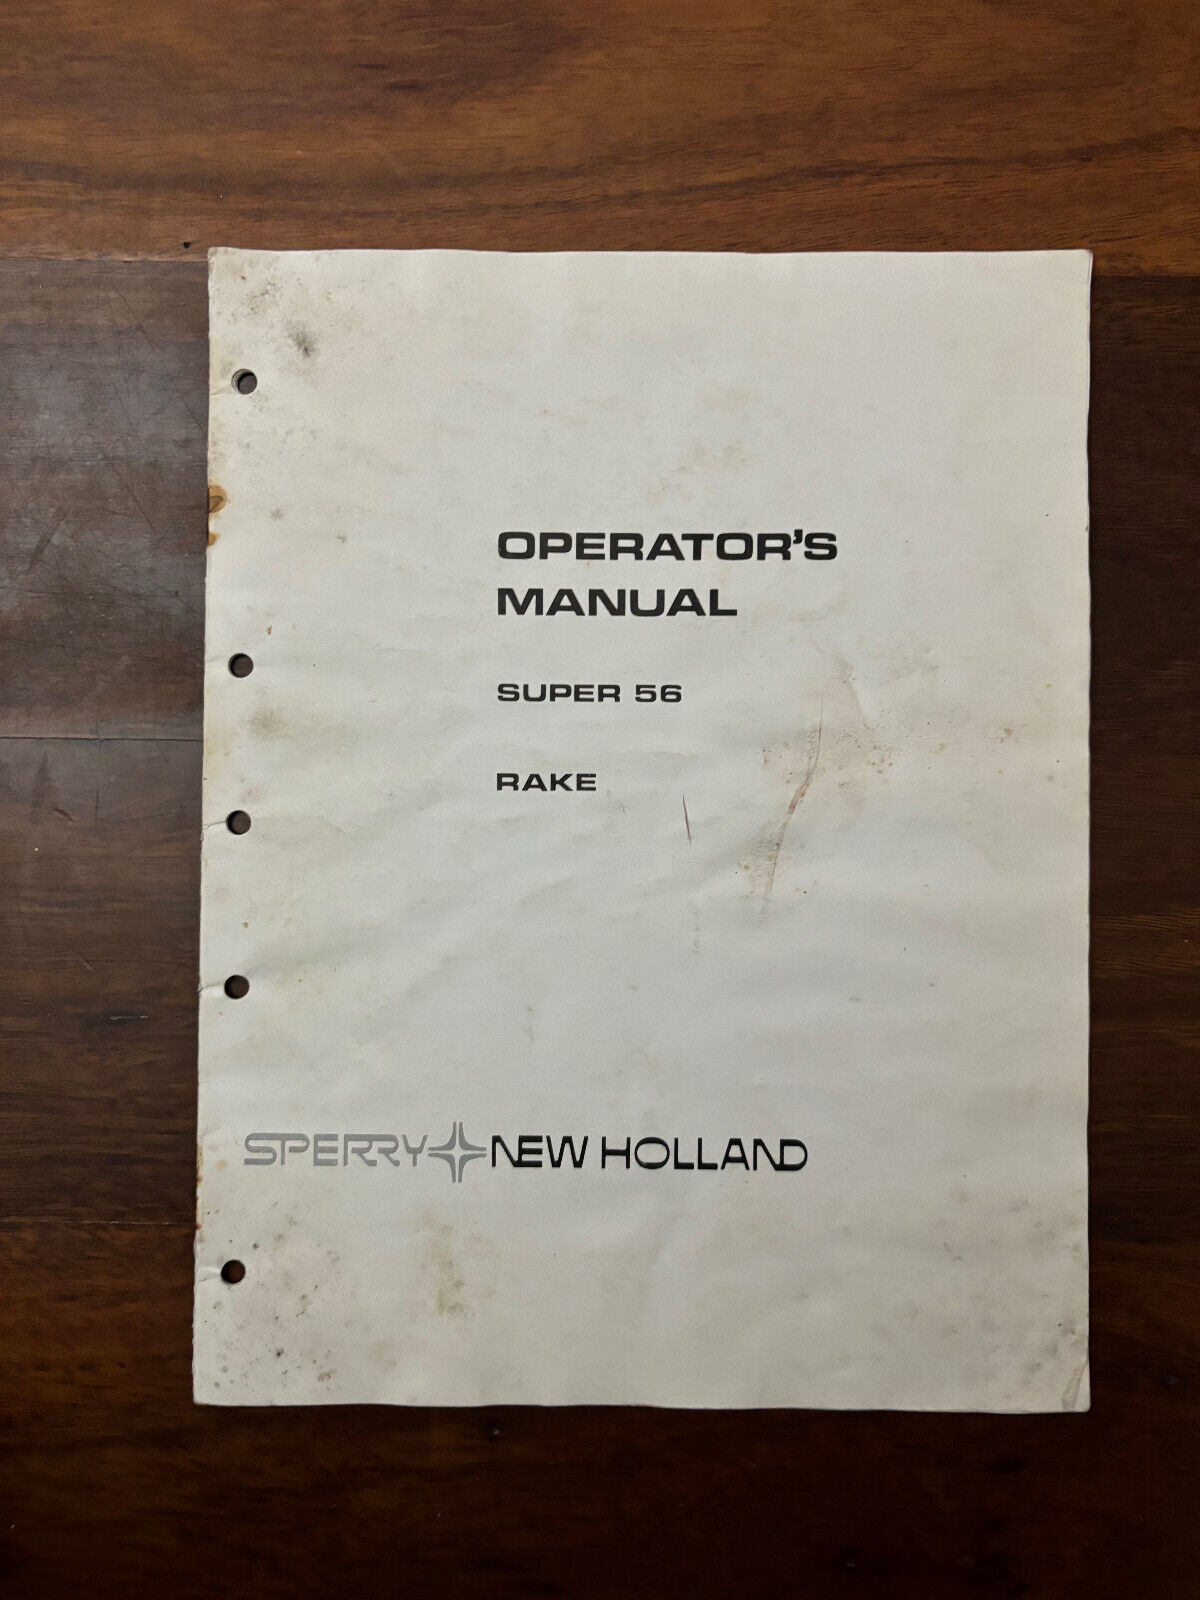 OPERATOR'S
MANUAL
SUPER 56
RAKE
SPERRY NEW HOLLAND